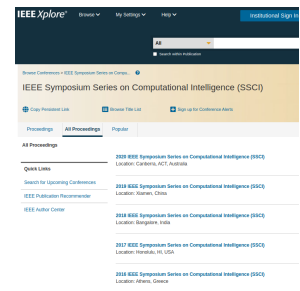 IEEE Xplore®
Browse
My Settings
Help
Institutional Sign In
All
Search within Publication
Browse Conferences > IEEE Symposium Series on Compu...
IEEE Symposium Series on Computational Intelligence (SSCI)
Copy Persistent Link
Browse Title List
Sign up for Conference Alerts
Proceedings
All Proceedings
Popular
All Proceedings
Quick Links
Search for Upcoming Conferences
IEEE Publication Recommender
IEEE Author Center
2020 IEEE Symposium Series on Computational Intelligence (SSCI)
Location: Canberra, ACT, Australia
2019 IEEE Symposium Series on Computational Intelligence (SSCI)
Location: Xiamen, China
2018 IEEE Symposium Series on Computational Intelligence (SSCI)
Location: Bangalore, India
2017 IEEE Symposium Series on Computational Intelligence (SSCI)
Location: Honolulu, HI, USA
2016 IEEE Symposium Series on Computational Intelligence (SSCI)
Location: Athens, Greece